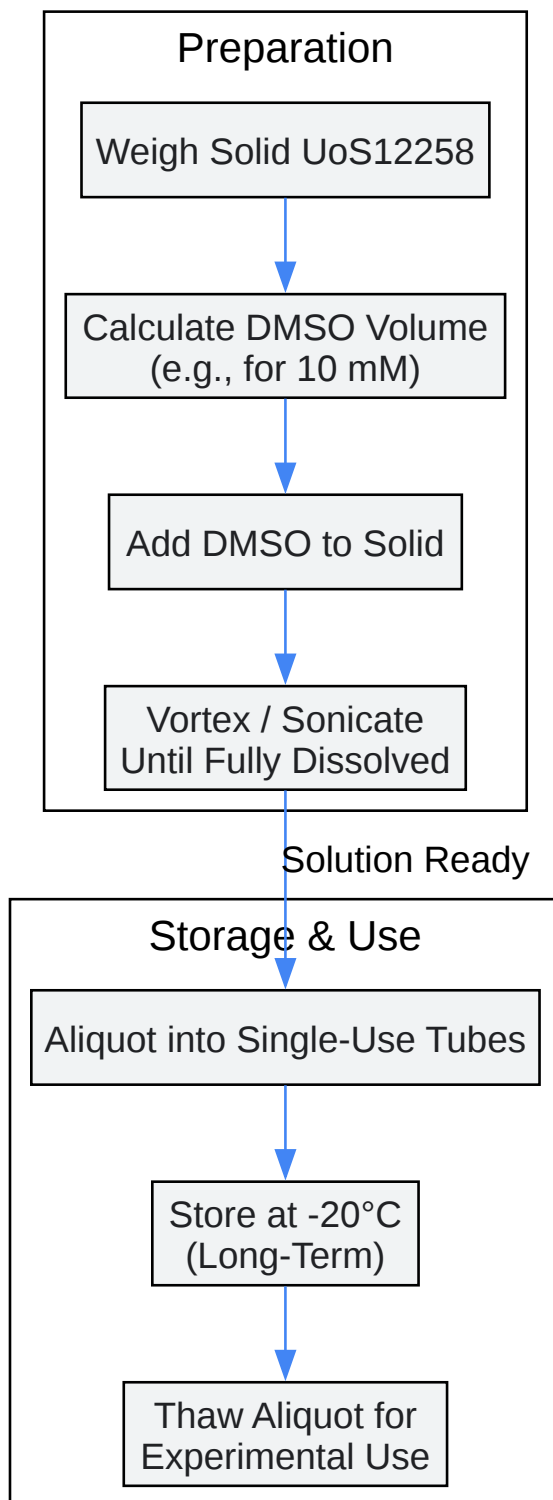 Preparation
Weigh Solid UoS12258
Calculate DMSO Volume
(e.g., for 10 mM)
Add DMSO to Solid
Vortex / Sonicate
Until Fully Dissolved
Solution Ready
Storage & Use
Aliquot into Single-Use Tubes
Store at -20°C
(Long-Term)
Thaw Aliquot for
Experimental Use